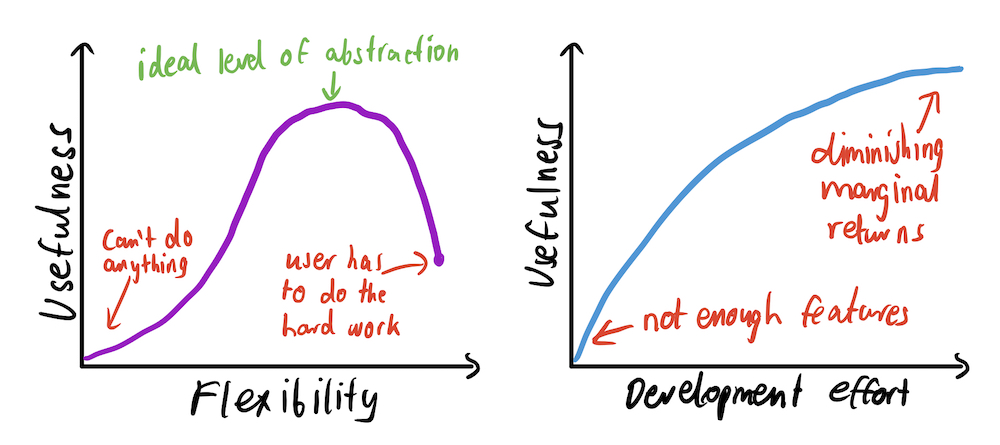 ideal level of abstraction
Usefulness
Can't do
anything
user has
to do the
hard work
Flexibility
Usefulness
diminishing
marginal
returns
not enough features
Development effort